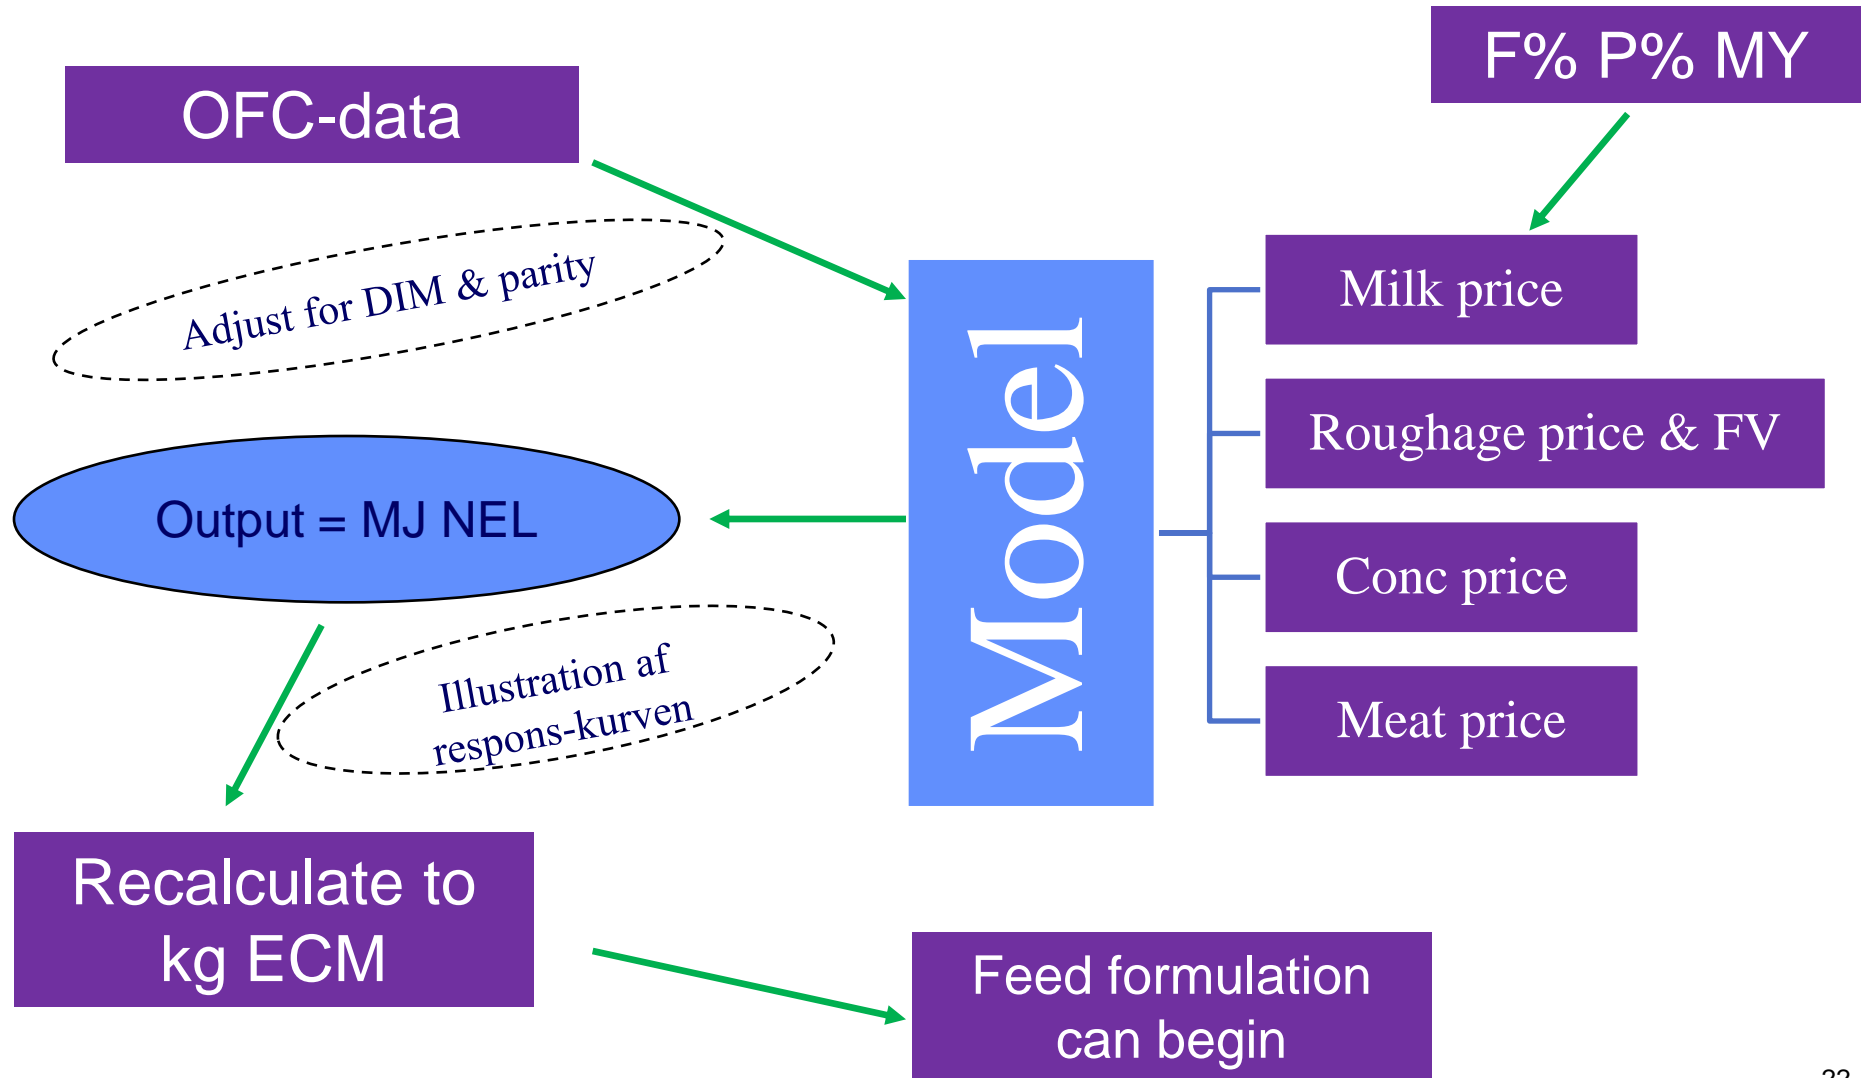 F% P% MY
OFC-data
Adjust for DIM & parity
Milk price
Model
Roughage price & FV
Output = MJ NEL
Conc price
Illustration af
respons-kurven
Meat price
Recalculate to
kg ECM
Feed formulation
can begin